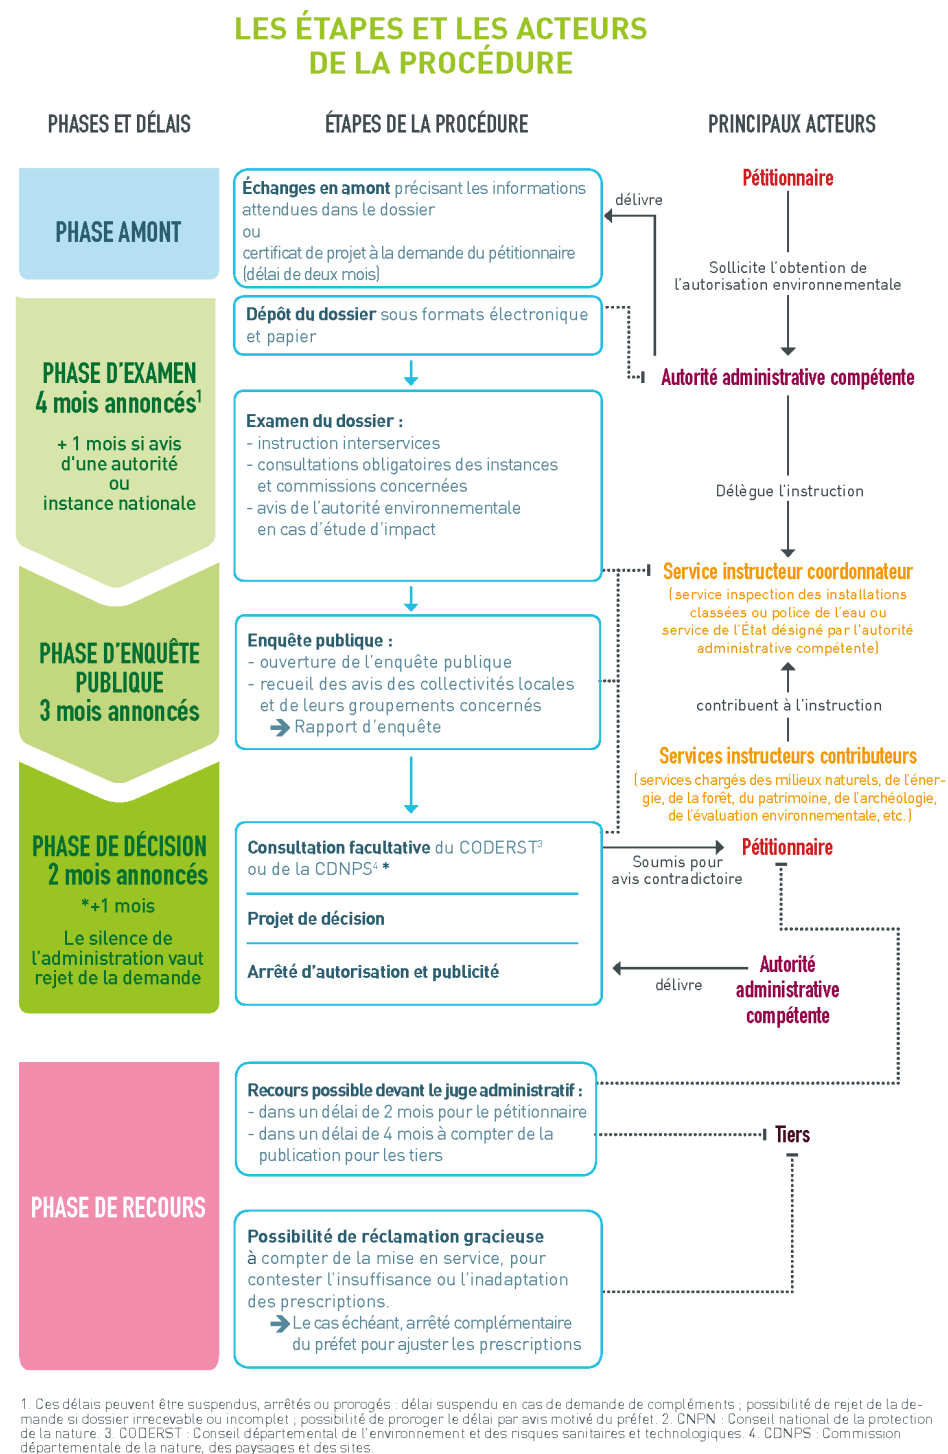 LES ÉTAPES ET LES ACTEURS
DE LA PROCÉDURE
PHASES ET DÉLAIS
ÉTAPES DE LA PROCÉDURE
PRINCIPAUX ACTEURS
PHASE AMONT
Échanges en amont précisant les informations
attendues dans le dossier
ou
certificat de projet à la demande du pétitionnaire
(délai de deux mois)
délivre
Pétitionnaire
Sollicite l'obtention de
l'autorisation environnementale
PHASE D'EXAMEN
4 mois annoncés1
+ 1 mois si avis
d'une autorité
ou
instance nationale
Dépôt du dossier sous formats électronique
et papier
Autorité administrative compétente
Examen du dossier :
- instruction interservices
- consultations obligatoires des instances
et commissions concernées
- avis de l'autorité environnementale
en cas d'étude d'impact
Délègue l'instruction
Service instructeur coordonnateur
(service inspection des installations
classées ou police de l'eau ou
service de l'État désigné par l'autorité
administrative compétente)
PHASE D'ENQUÊTE
PUBLIQUE
3 mois annoncés
Enquête publique :
- ouverture de l'enquête publique
- recueil des avis des collectivités locales
et de leurs groupements concernés
➔ Rapport d'enquête
contribuent à l'instruction
Services instructeurs contributeurs
(services chargés des milieux naturels, de l'éner-
gie, de la forêt, du patrimoine, de l'archéologie,
de l'évaluation environnementale, etc.)
PHASE DE DÉCISION
2 mois annoncés
*+1 mois
Le silence de
l'administration vaut
rejet de la demande
Consultation facultative du CODERST3
ou de la CDNPS4 *
Projet de décision
Arrêté d'autorisation et publicité
Soumis pour
avis contradictoire
Pétitionnaire
délivre
Autorité
administrative
compétente
PHASE DE RECOURS
Recours possible devant le juge administratif :
- dans un délai de 2 mois pour le pétitionnaire
- dans un délai de 4 mois à compter de la
publication pour les tiers
Tiers
Possibilité de réclamation gracieuse
à compter de la mise en service, pour
contester l'insuffisance ou l'inadaptation
des prescriptions.
➔ Le cas échéant, arrêté complémentaire
du préfet pour ajuster les prescriptions
1. Ces délais peuvent être suspendus, arrêtés ou prorogés : délai suspendu en cas de demande de compléments ; possibilité de rejet de la de-
mande si dossier irrecevable ou incomplet ; possibilité de proroger le délai par avis motivé du préfet. 2. CNPN : Conseil national de la protection
de la nature. 3. CODERST : Conseil départemental de l'environnement et des risques sanitaires et technologiques. 4. CDNPS : Commission
départementale de la nature, des paysages et des sites.